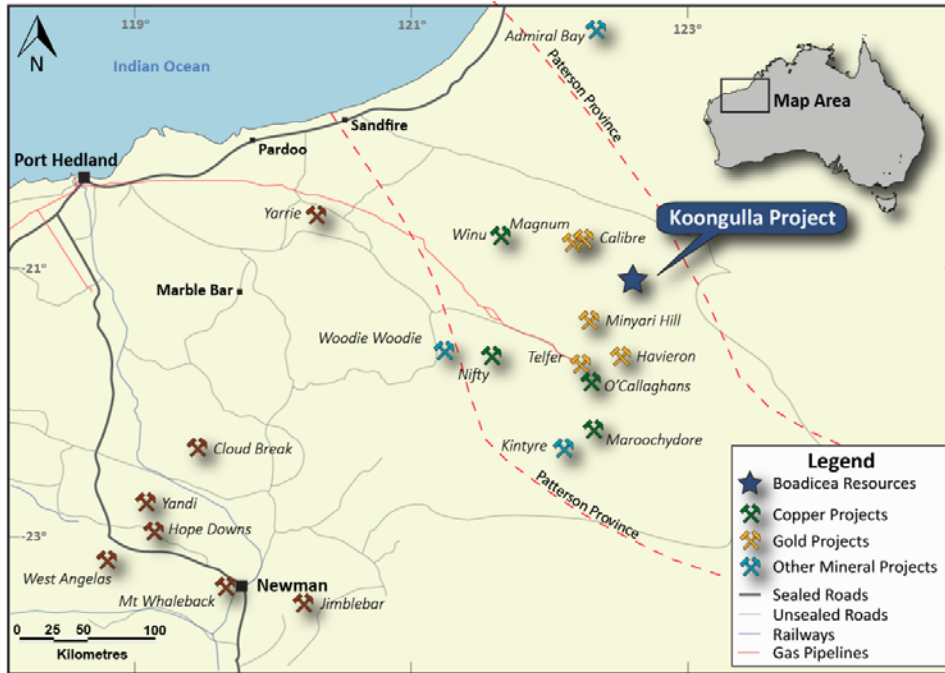 119°
121°
123°
Admiral Bay
N
Indian Ocean
Paterson Province
Map Area
Sandfire
Pardoo
Port Hedland
Koongulla Project
Yarrie
Winu
Magnum
Calibre
-21°
Marble Bar
Minyari Hill
Woodie Woodie
Nifty
Telfer
Havieron
O'Callaghans
Maroochydore
Kintyre
Cloud Break
Yandi
Hope Downs
-23°
West Angelas
Mt Whaleback
Newman
Jimblebar
Patterson Province
0 25 50 100
Kilometres
Legend
Boadicea Resources
Copper Projects
Gold Projects
Other Mineral Projects
Sealed Roads
Unsealed Roads
Railways
Gas Pipelines